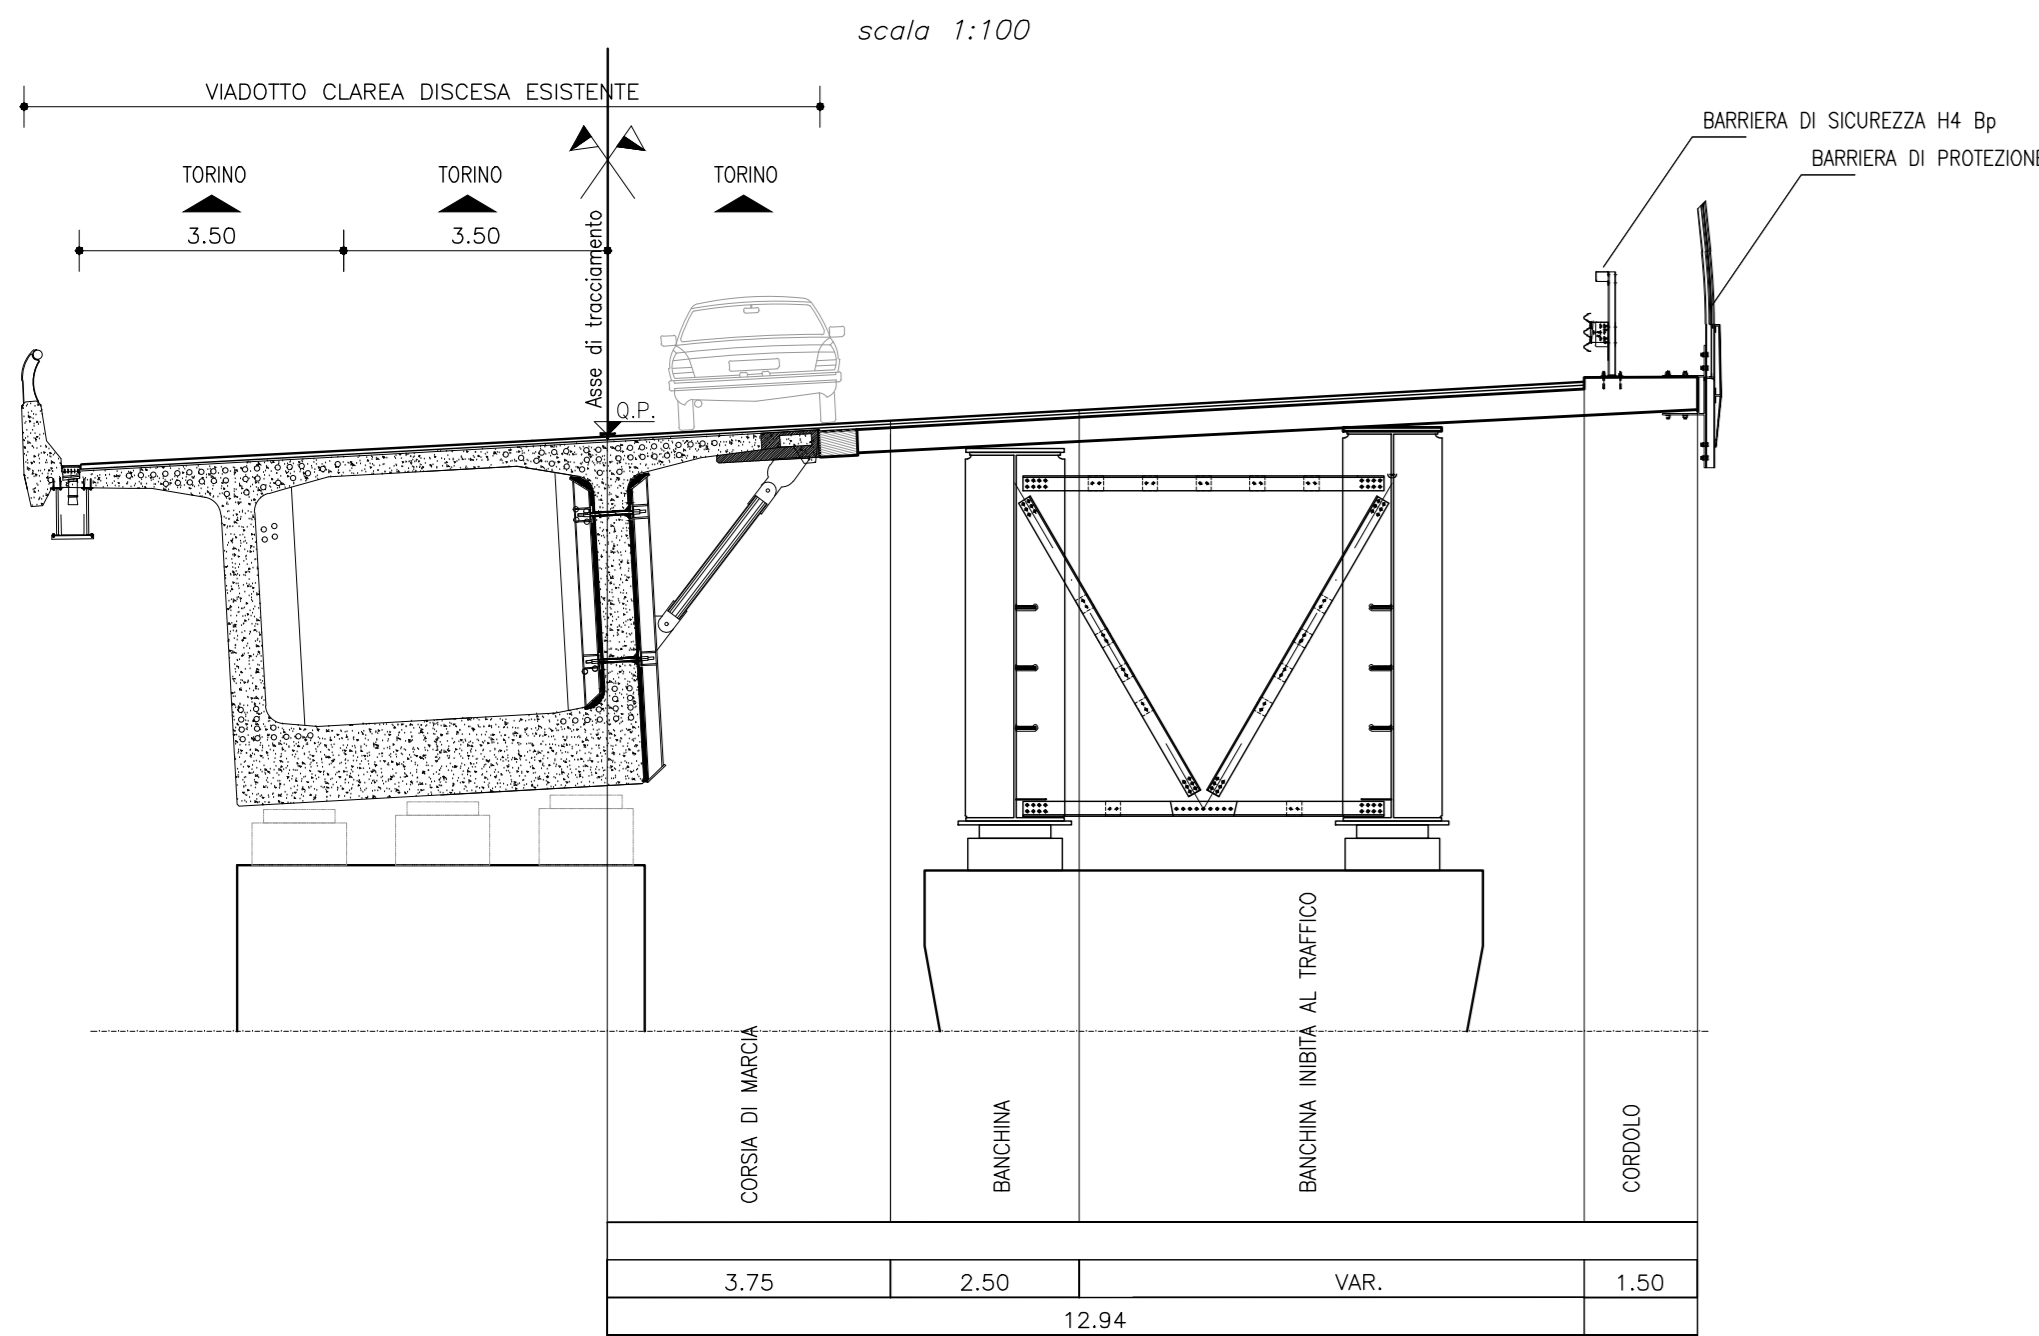 scala 1:100
VIADOTTO CLAREA DISCESA ESISTENTE
BARRIERA DI SICUREZZA H4 Bp
BARRIERA DI PROTEZIONE
TORINO
TORINO
TORINO
3.50
3.50
Asse di tracciamento
Q.P.
CORSIA DI MARCIA
BANCHINA
BANCHINA INIBITA AL TRAFFICO
CORDOLO
3.75
2.50
VAR.
1.50
12.94